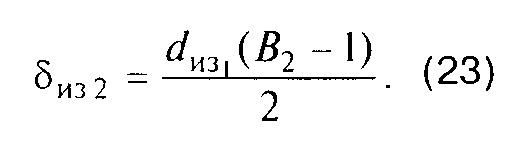 δиз 2 = dиз1 (B2 − 1) / 2 . (23)